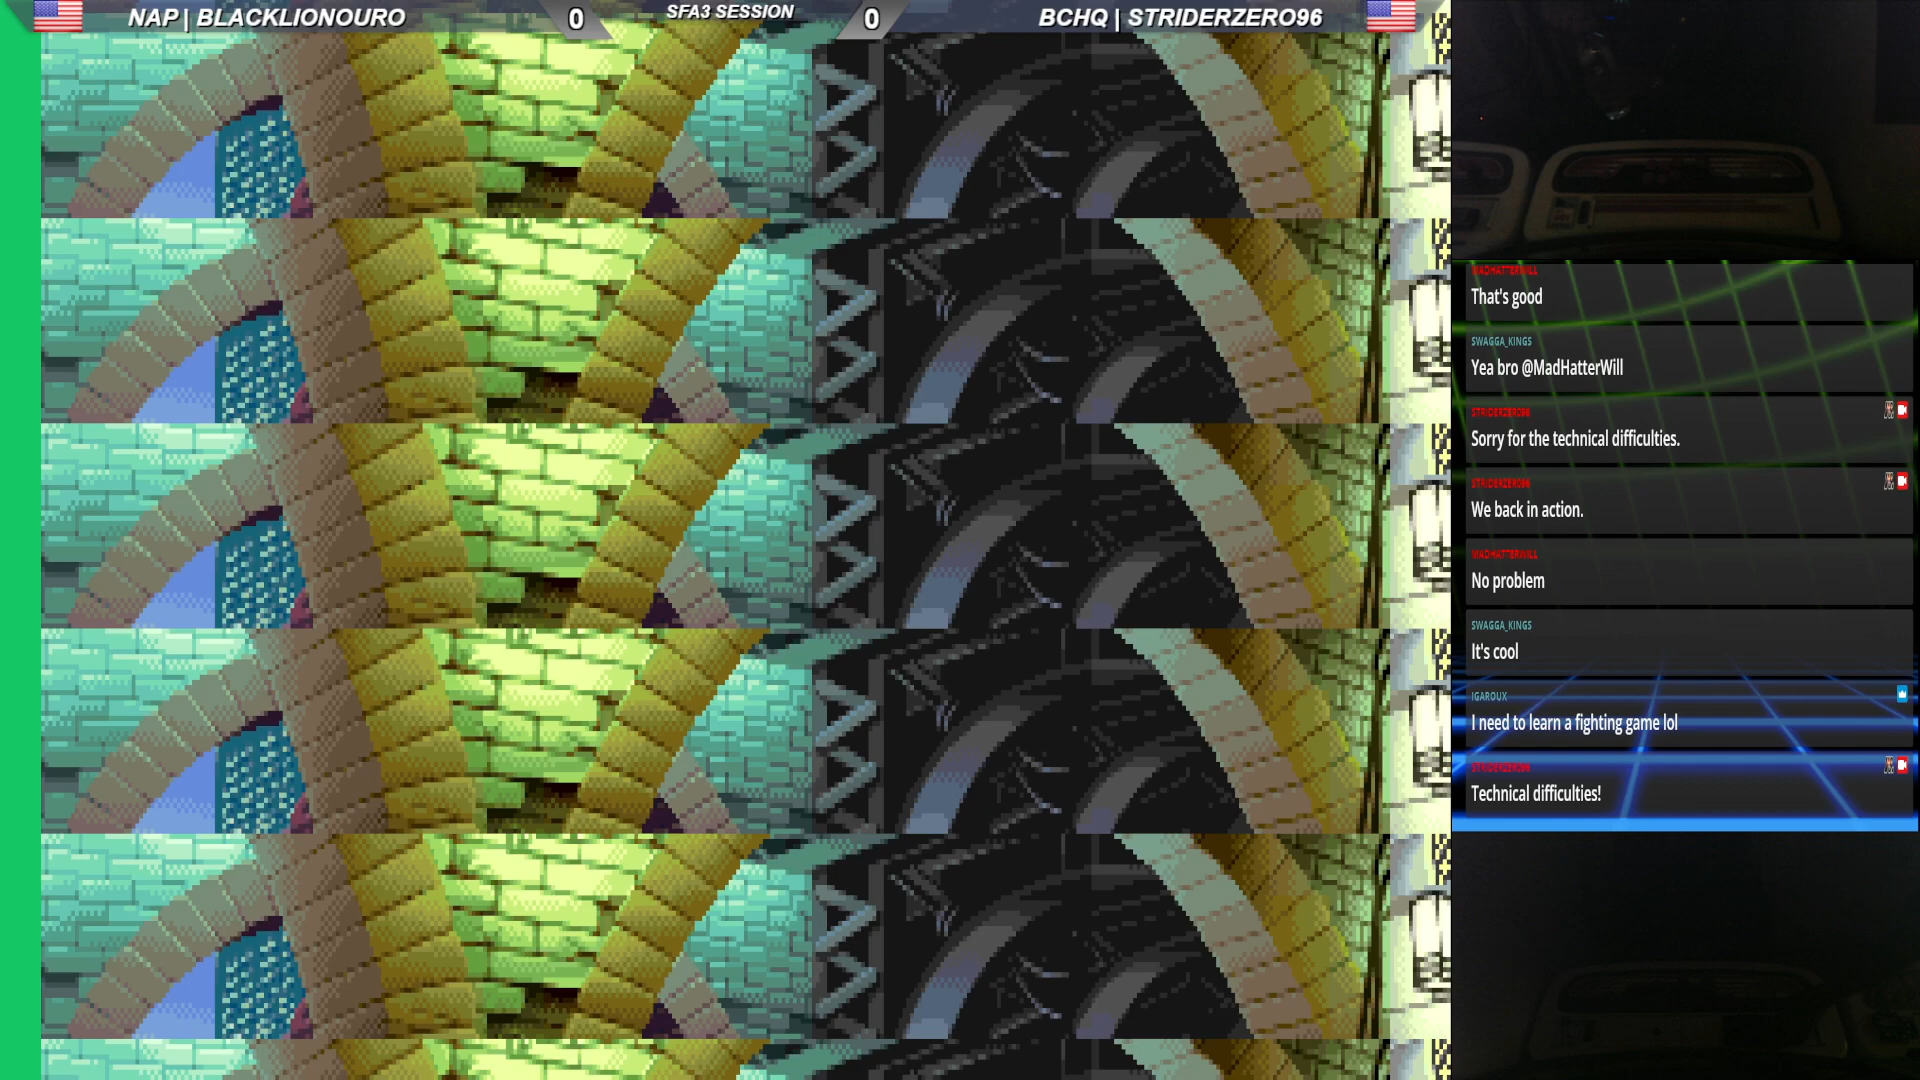 NAP | BLACKLIONOURO
0
SFA3 SESSION
0
BCHQ | STRIDERZERO96
MADHATTERWILL
That's good
SWAGGA_KINGS
Yea bro @MadHatterWill
STRIDERZERO96
Sorry for the technical difficulties.
STRIDERZERO96
We back in action.
MADHATTERWILL
No problem
SWAGGA_KINGS
It's cool
IGAROUX
I need to learn a fighting game lol
STRIDERZERO96
Technical difficulties!